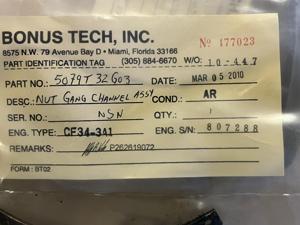 BONUS TECH, INC.
8575 N.W. 79 Avenue Bay D • Miami, Florida 33166
Nº 177023
PART IDENTIFICATION TAG (305) 884-6670 W/O 10-447
PART NO.: 5079T32G03 DATE: MAR 05 2010
DESC.: NUT GANG CHANNEL ASSY COND.: AR
SER. NO. NSN QTY.:
ENG. TYPE: CF34-3A1 ENG. S/N: 807288
REMARKS: P262619072
FORM : BT02